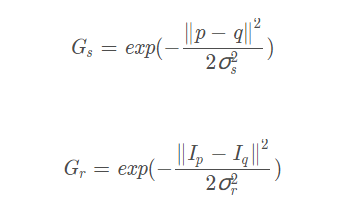 G_s = exp(−‖p − q‖² / 2σ_s²)
G_r = exp(−‖I_p − I_q‖² / 2σ_r²)